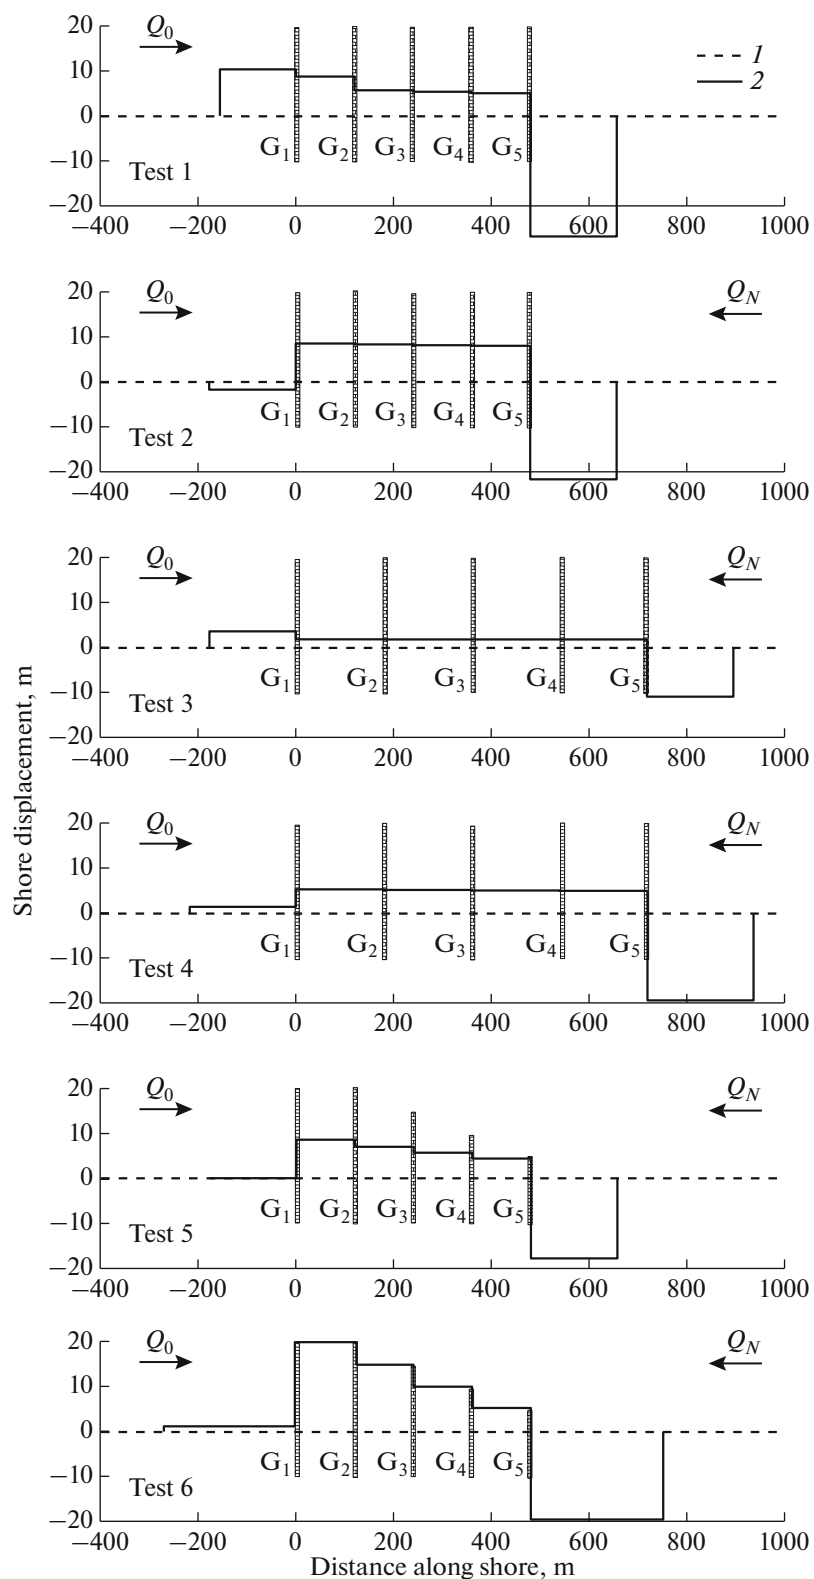 20
Q0
1
10
2
0
G1 G2 G3 G4 G5
−10
Test 1
−20
−400 −200 0 200 400 600 800 1000
20
Q0 QN
10
0
G1 G2 G3 G4 G5
−10
Test 2
−20
−400 −200 0 200 400 600 800 1000
20
Q0 QN
10
0
G1 G2 G3 G4 G5
−10
Test 3
−20
−400 −200 0 200 400 600 800 1000
Shore displacement, m
20
Q0 QN
10
0
G1 G2 G3 G4 G5
−10
Test 4
−20
−400 −200 0 200 400 600 800 1000
20
Q0 QN
10
0
G1 G2 G3 G4 G5
−10
Test 5
−20
−400 −200 0 200 400 600 800 1000
20
Q0 QN
10
0
G1 G2 G3 G4 G5
−10
Test 6
−20
−400 −200 0 200 400 600 800 1000
Distance along shore, m